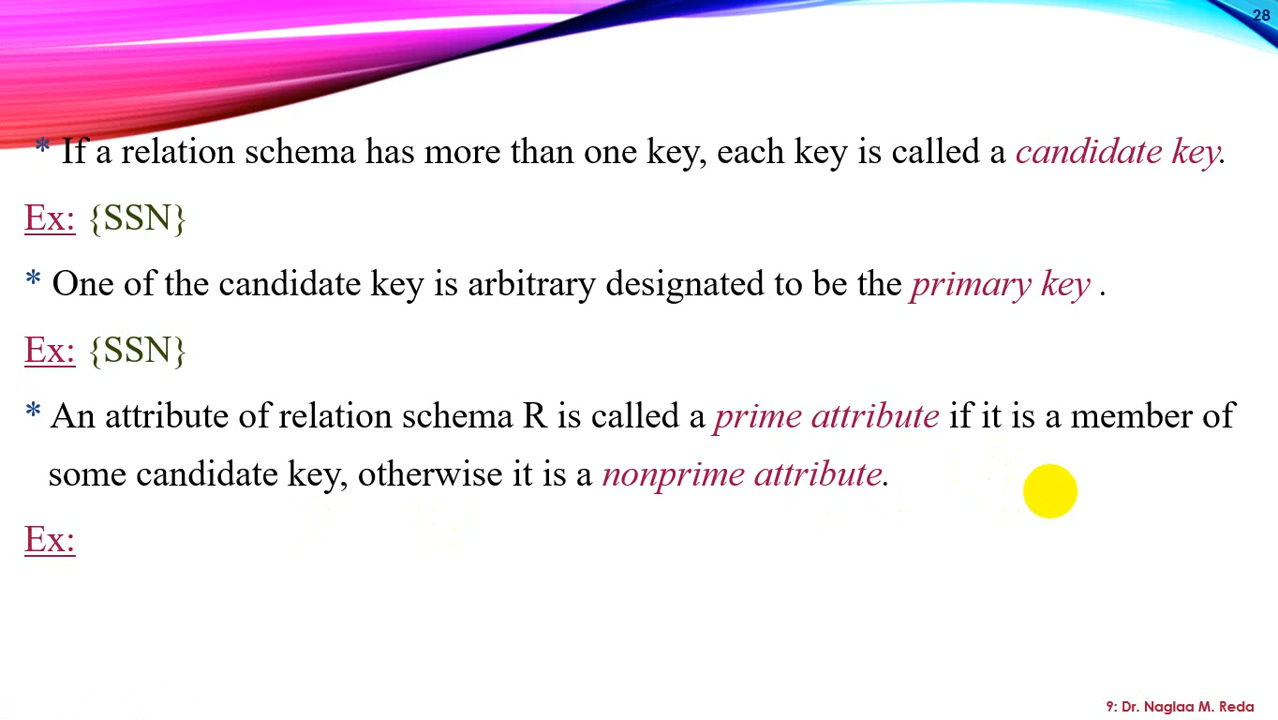 28
* If a relation schema has more than one key, each key is called a candidate key.
Ex: {SSN}
* One of the candidate key is arbitrary designated to be the primary key .
Ex: {SSN}
* An attribute of relation schema R is called a prime attribute if it is a member of
some candidate key, otherwise it is a nonprime attribute.
Ex:
9: Dr. Naglaa M. Reda